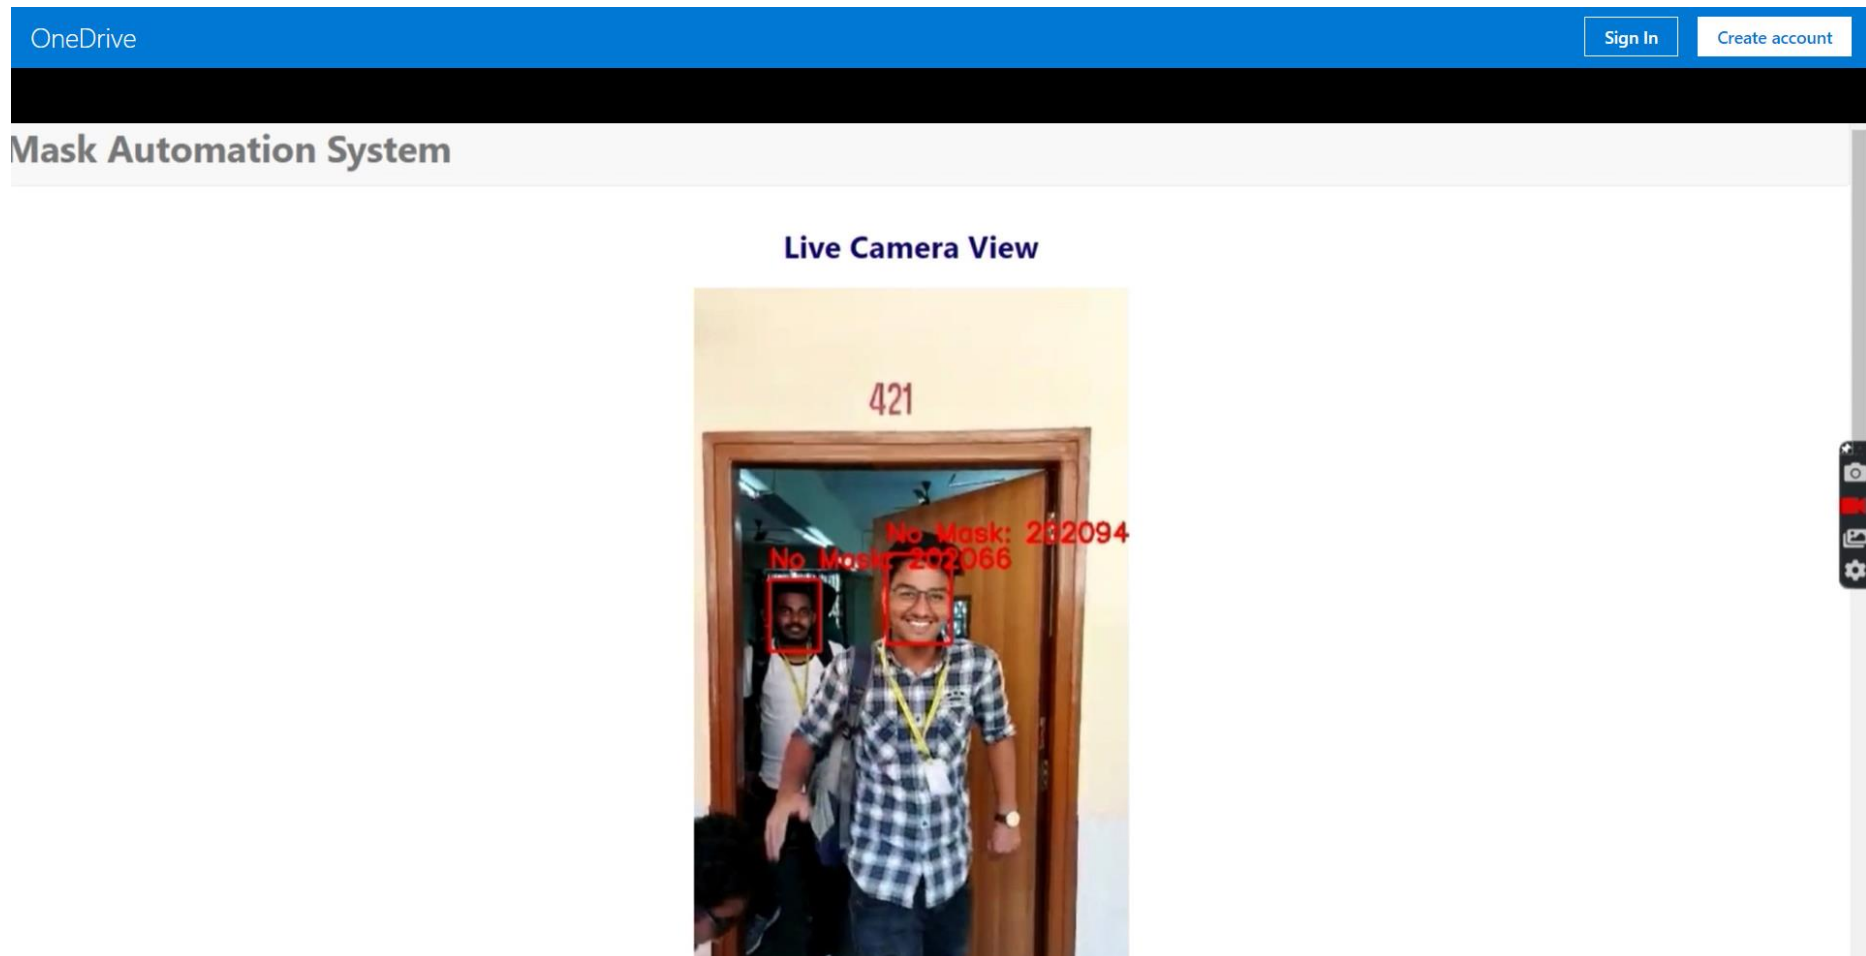 OneDrive
Sign In
Create account
Mask Automation System
Live Camera View
421
No Mask: 202094
No Mask: 202066